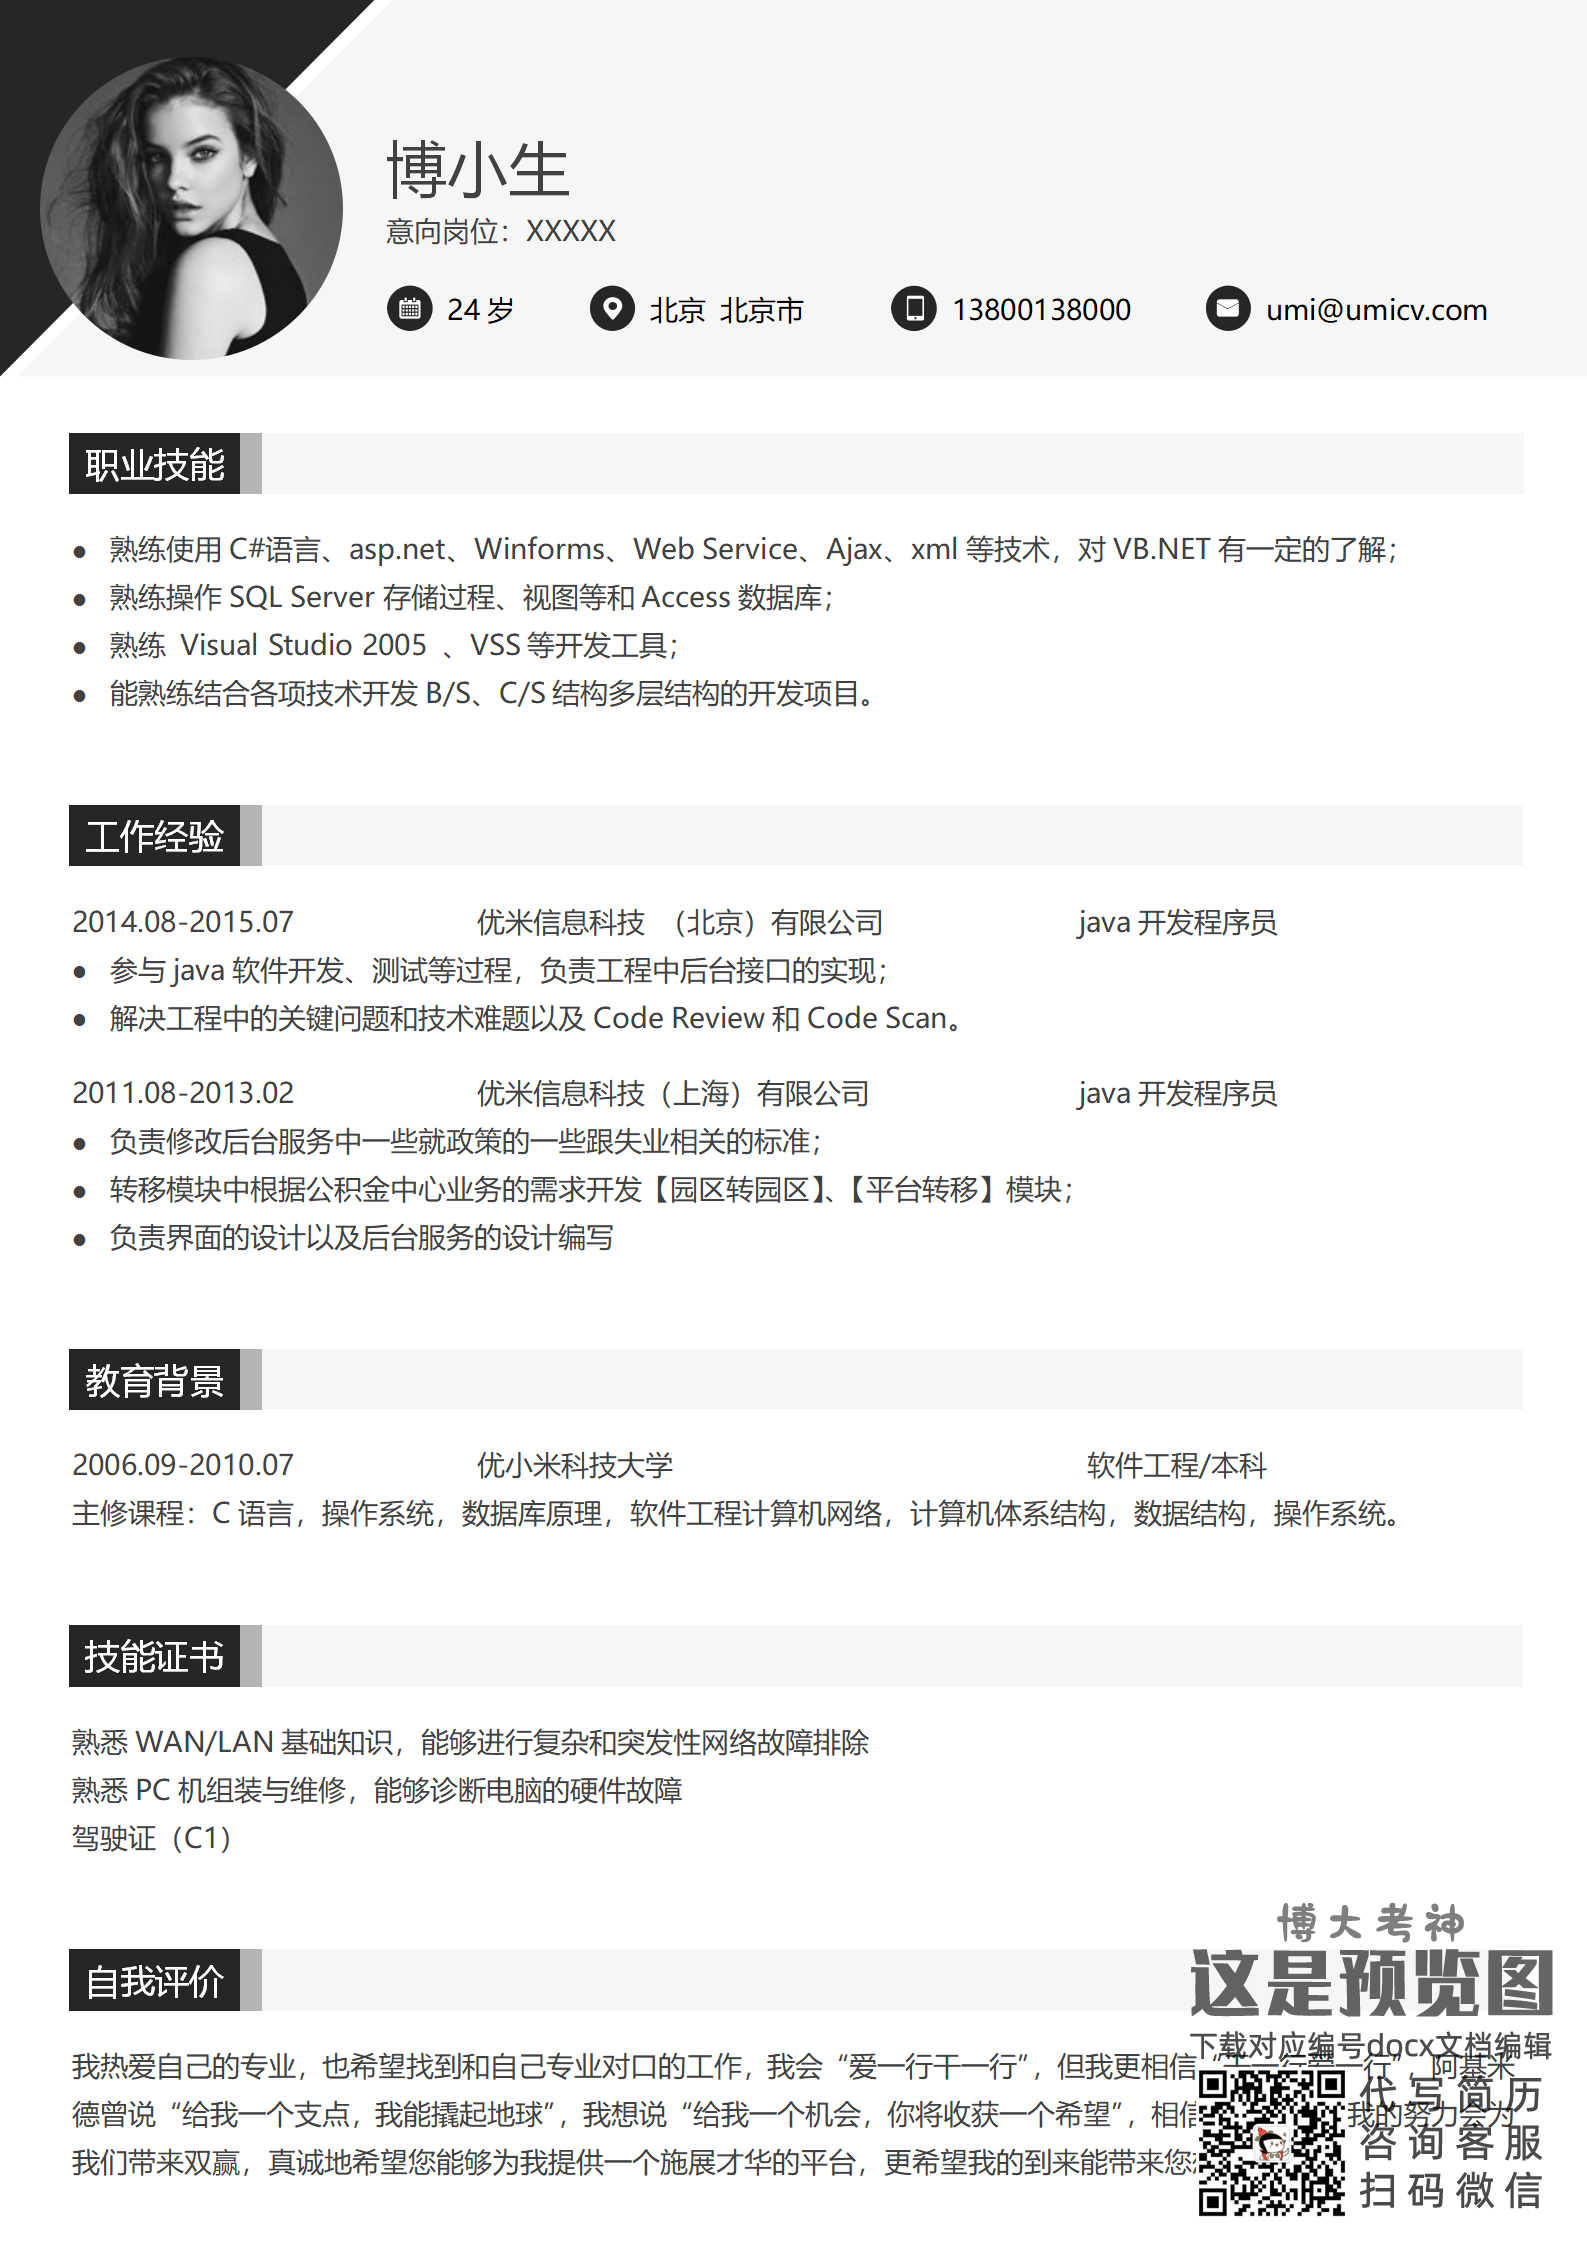 博小生
意向岗位：XXXXX
24 岁
北京 北京市
13800138000
umi@umicv.com
职业技能
● 熟练使用 C#语言、asp.net、Winforms、Web Service、Ajax、xml 等技术，对 VB.NET 有一定的了解；
● 熟练操作 SQL Server 存储过程、视图等和 Access 数据库；
● 熟练 Visual Studio 2005 、VSS 等开发工具；
● 能熟练结合各项技术开发 B/S、C/S 结构多层结构的开发项目。
工作经验
2014.08-2015.07 优米信息科技 （北京）有限公司 java 开发程序员
● 参与 java 软件开发、测试等过程，负责工程中后台接口的实现；
● 解决工程中的关键问题和技术难题以及 Code Review 和 Code Scan。
2011.08-2013.02 优米信息科技（上海）有限公司 java 开发程序员
● 负责修改后台服务中一些就政策的一些跟失业相关的标准；
● 转移模块中根据公积金中心业务的需求开发【园区转园区】、【平台转移】模块；
● 负责界面的设计以及后台服务的设计编写
教育背景
2006.09-2010.07 优小米科技大学 软件工程/本科
主修课程：C 语言，操作系统，数据库原理，软件工程计算机网络，计算机体系结构，数据结构，操作系统。
技能证书
熟悉 WAN/LAN 基础知识，能够进行复杂和突发性网络故障排除
熟悉 PC 机组装与维修，能够诊断电脑的硬件故障
驾驶证（C1）
自我评价
我热爱自己的专业，也希望找到和自己专业对口的工作，我会“爱一行干一行”，但我更相信“干一行爱一行”，阿基米
德曾说“给我一个支点，我能撬起地球”，我想说“给我一个机会，你将收获一个希望”，相信 我的努力会为
我们带来双赢，真诚地希望您能够为我提供一个施展才华的平台，更希望我的到来能带来您
博大考神
这是预览图
下载对应编号docx文档编辑
代写简历
咨询客服
扫码微信